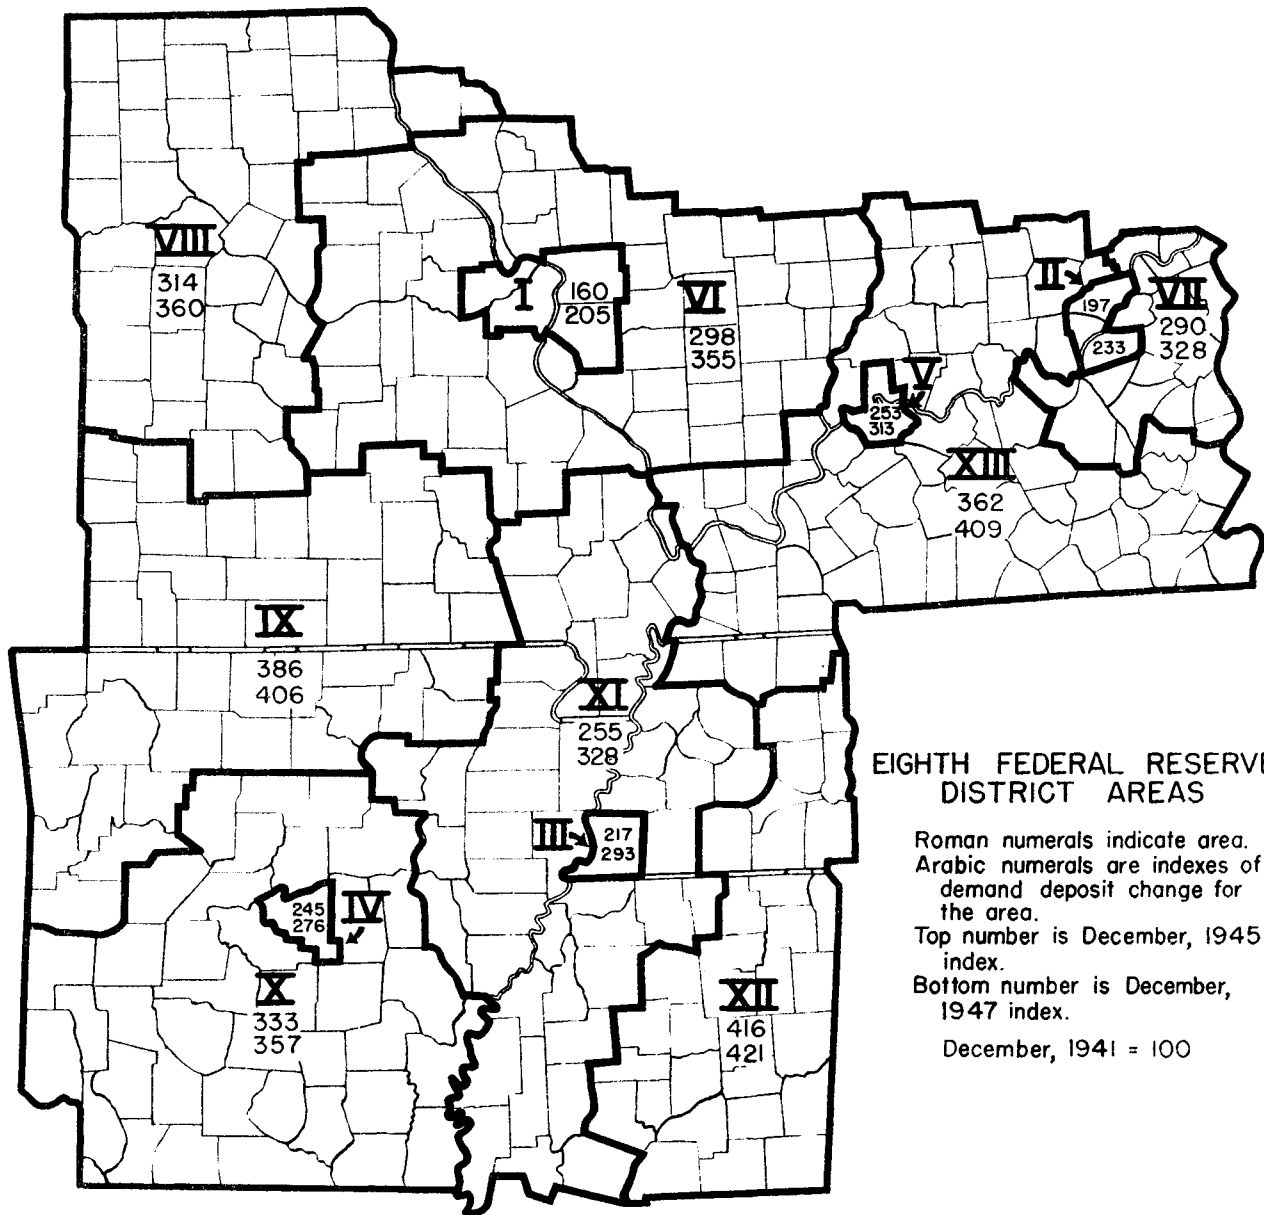 VIII
314
360
I
160
205
VI
298
355
II
197
233
VII
290
328
V
253
313
XIII
362
409
IX
386
406
XI
255
328
III
217
293
IV
245
276
X
333
357
XII
416
421
EIGHTH FEDERAL RESERVE
DISTRICT AREAS
Roman numerals indicate area.
Arabic numerals are indexes of
demand deposit change for
the area.
Top number is December, 1945
index.
Bottom number is December,
1947 index.
December, 1941 = 100